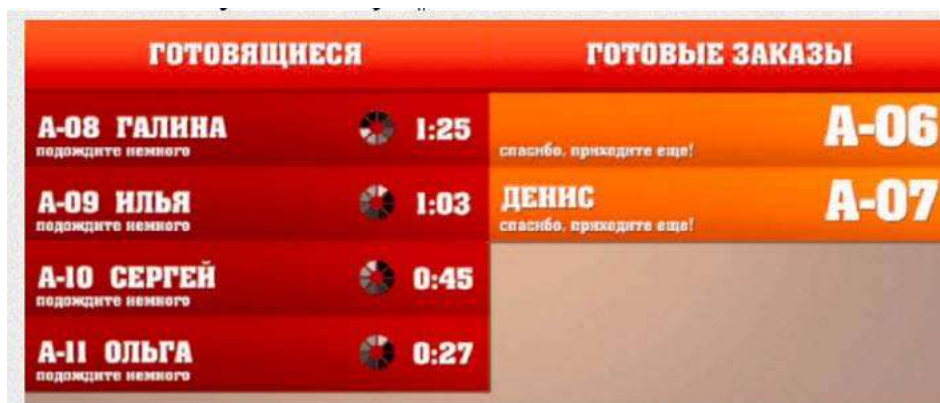 ГОТОВЯЩИЕСЯ
А-08 ГАЛИНА 1:25
подождите немного
А-09 ИЛЬЯ 1:03
подождите немного
А-10 СЕРГЕЙ 0:45
подождите немного
А-11 ОЛЬГА 0:27
подождите немного
ГОТОВЫЕ ЗАКАЗЫ
А-06
спасибо, приходите еще!
ДЕНИС А-07
спасибо, приходите еще!